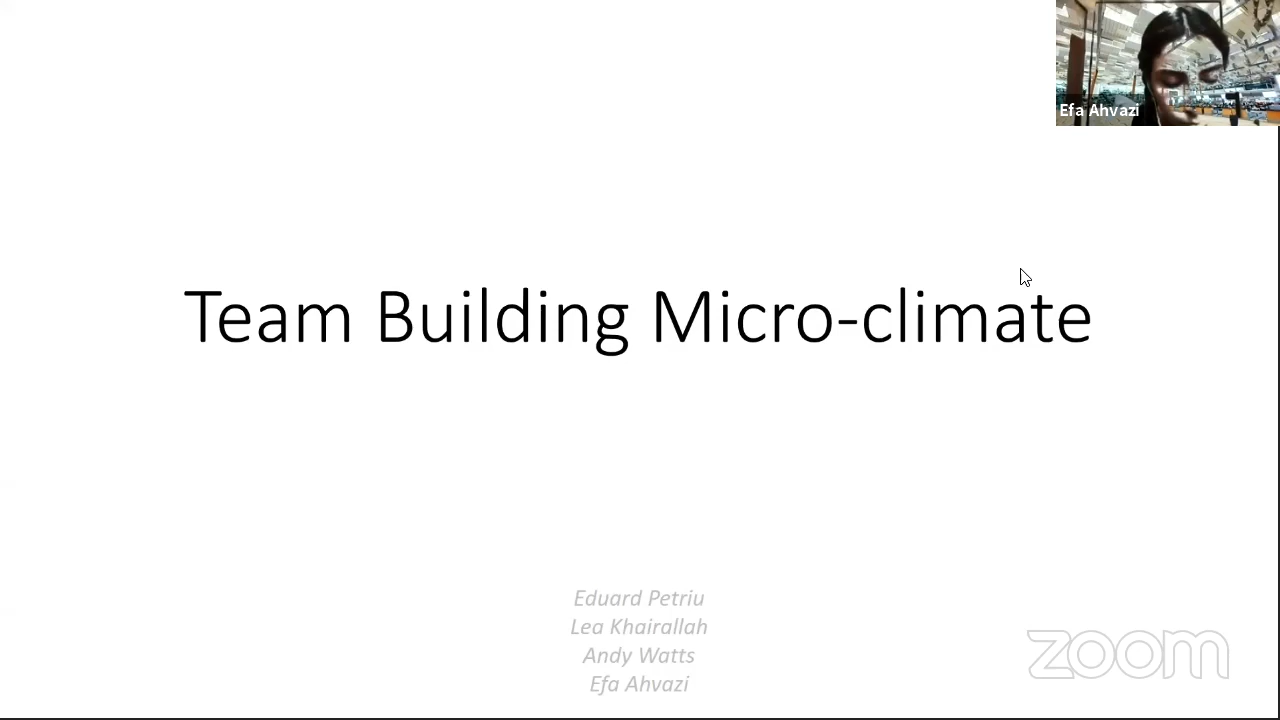 Efa Ahvazi
Team Building Micro-climate
Eduard Petriu
Lea Khairallah
Andy Watts
Efa Ahvazi
zoom